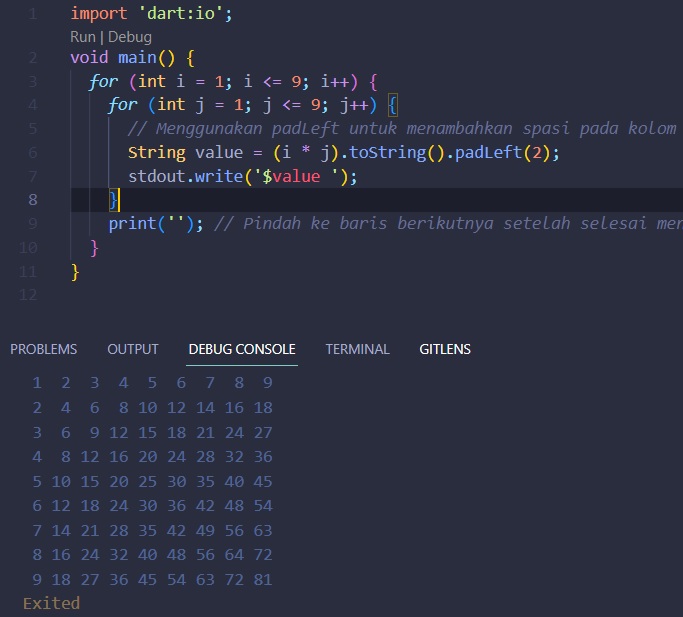 1 import 'dart:io';
Run | Debug
2 void main() {
3 for (int i = 1; i <= 9; i++) {
4 for (int j = 1; j <= 9; j++) {
5 // Menggunakan padLeft untuk menambahkan spasi pada kolom
6 String value = (i * j).toString().padLeft(2);
7 stdout.write('$value ');
8 }
9 print(''); // Pindah ke baris berikutnya setelah selesai
10 }
11 }
12
PROBLEMS OUTPUT DEBUG CONSOLE TERMINAL GITLENS
1 2 3 4 5 6 7 8 9
2 4 6 8 10 12 14 16 18
3 6 9 12 15 18 21 24 27
4 8 12 16 20 24 28 32 36
5 10 15 20 25 30 35 40 45
6 12 18 24 30 36 42 48 54
7 14 21 28 35 42 49 56 63
8 16 24 32 40 48 56 64 72
9 18 27 36 45 54 63 72 81
Exited